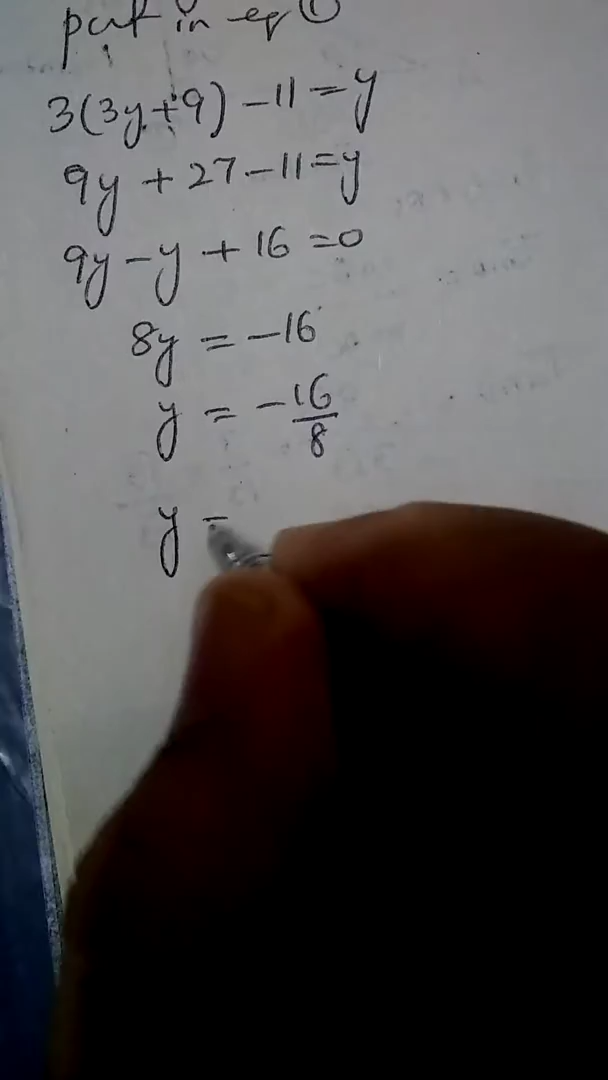 put in eq ①
3(3y+9) -11 = y
9y + 27 - 11 = y
9y - y + 16 = 0
8y = -16
y = -16/8
y =